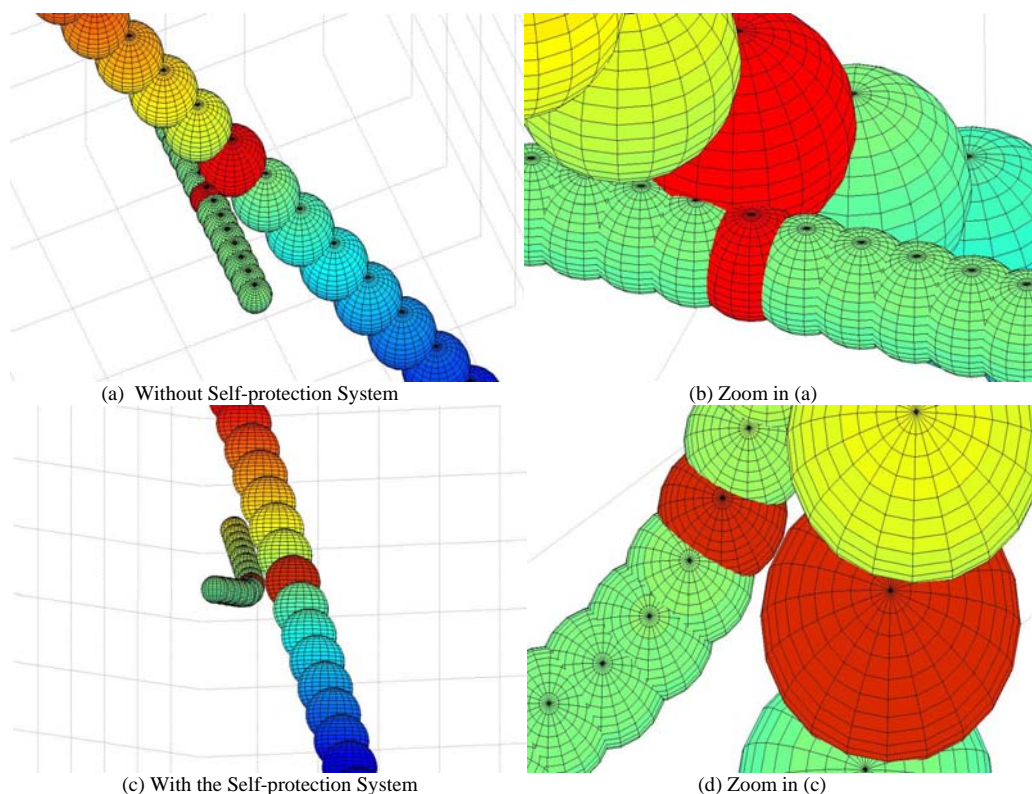 (a) Without Self-protection System
(b) Zoom in (a)
(c) With the Self-protection System
(d) Zoom in (c)